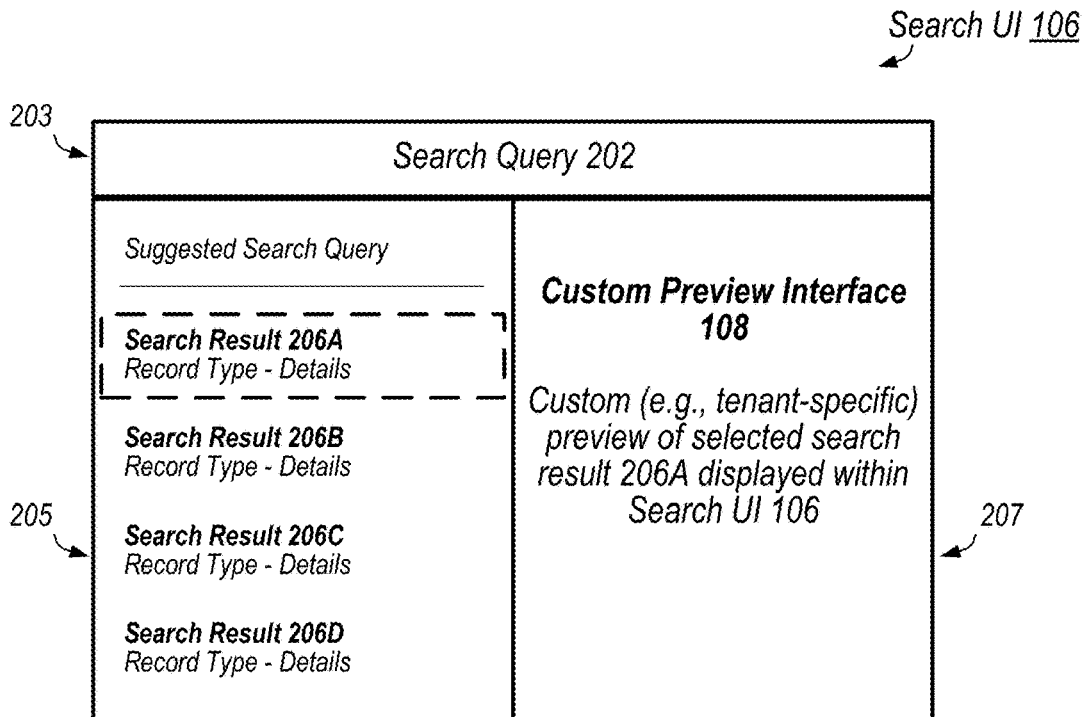 Search UI 106
203
Search Query 202
Suggested Search Query
Search Result 206A
Record Type - Details
Search Result 206B
Record Type - Details
Search Result 206C
Record Type - Details
Search Result 206D
Record Type - Details
205
Custom Preview Interface
108
Custom (e.g., tenant-specific)
preview of selected search
result 206A displayed within
Search UI 106
207